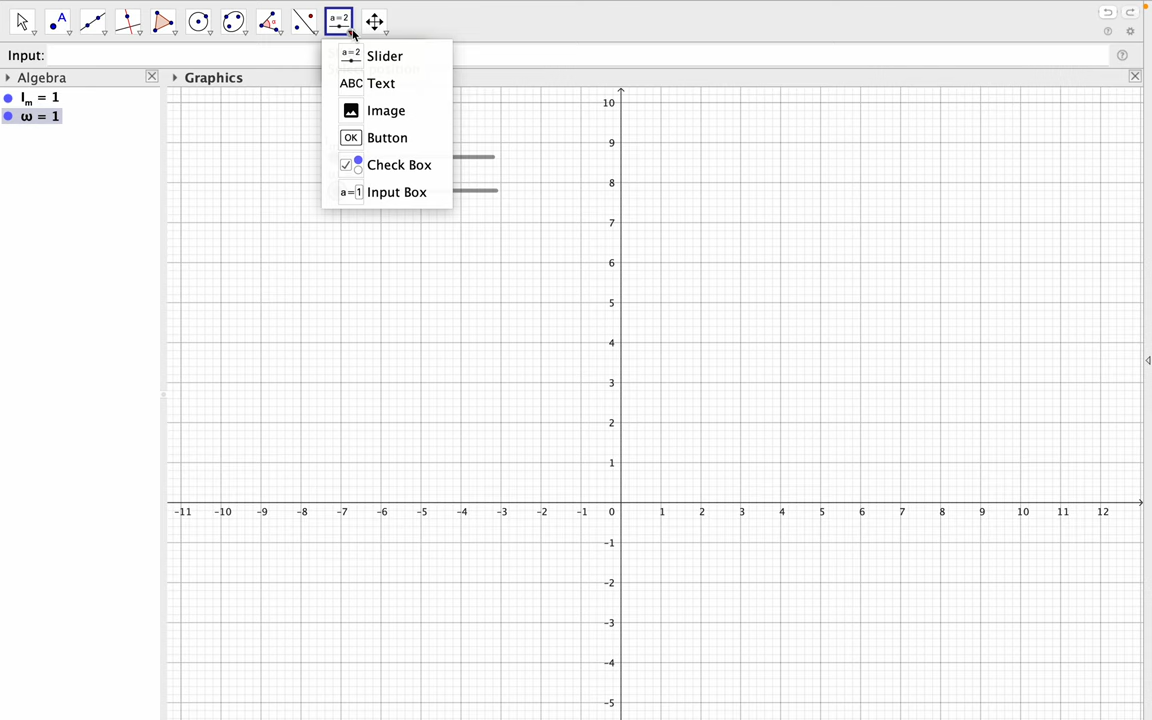 A
α
a=2
Input:
a=2 Slider
ABC Text
Image
OK Button
Check Box
a=1 Input Box
Algebra
Graphics
Iₘ = 1
ω = 1
10
9
8
7
6
5
4
3
2
1
-11 -10 -9 -8 -7 -6 -5 -4 -3 -2 -1 0 1 2 3 4 5 6 7 8 9 10 11 12
-1
-2
-3
-4
-5